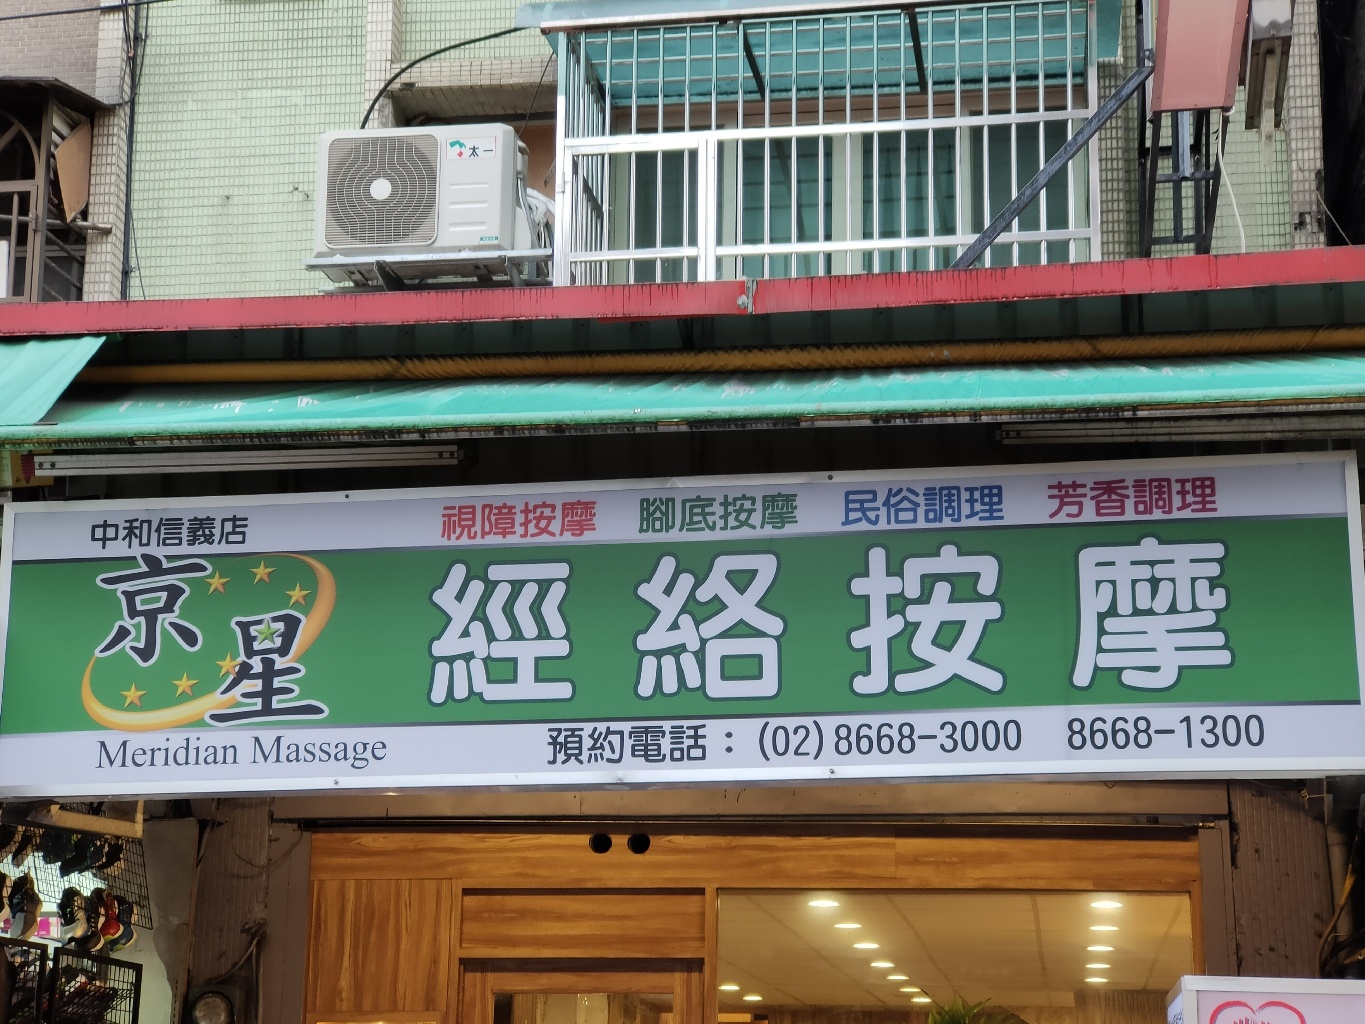 太一
中和信義店
視障按摩 腳底按摩 民俗調理 芳香調理
京星
經絡按摩
Meridian Massage
預約電話：(02)8668-3000 8668-1300